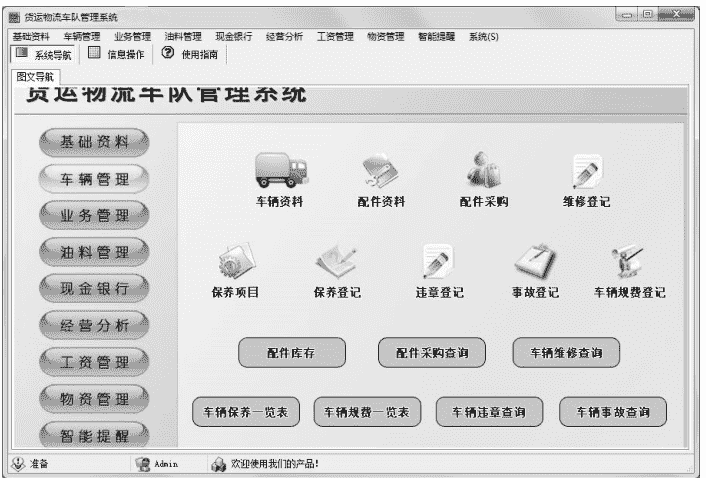 货运物流车队管理系统
基础资料 车辆管理 业务管理 油料管理 现金银行 经营分析 工资管理 物资管理 智能提醒 系统(S)
系统导航 信息操作 使用指南
图文导航
货运物流车队管理系统
基础资料
车辆管理
业务管理
油料管理
现金银行
经营分析
工资管理
物资管理
智能提醒
车辆资料 配件资料 配件采购 维修登记
保养项目 保养登记 违章登记 事故登记 车辆规费登记
配件库存 配件采购查询 车辆维修查询
车辆保养一览表 车辆规费一览表 车辆违章查询 车辆事故查询
准备 Admin 欢迎使用我们的产品!